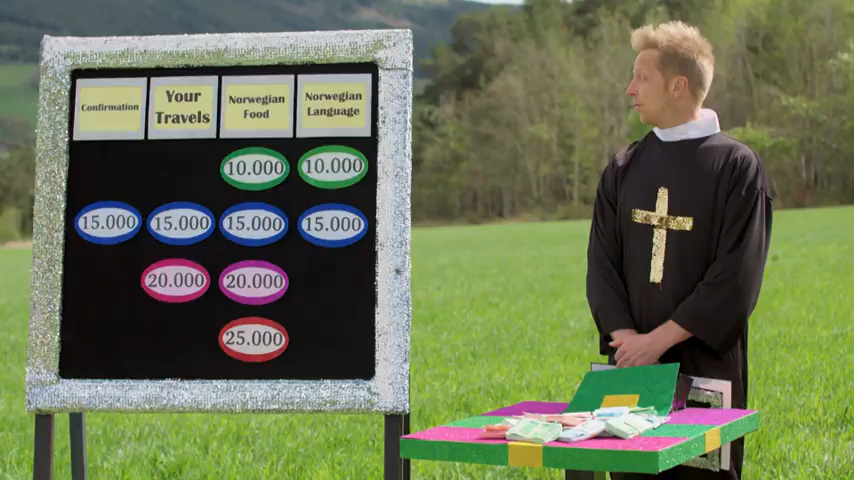 Confirmation
Your
Travels
Norwegian
Food
Norwegian
Language
10.000 10.000
15.000 15.000 15.000 15.000
20.000 20.000
25.000